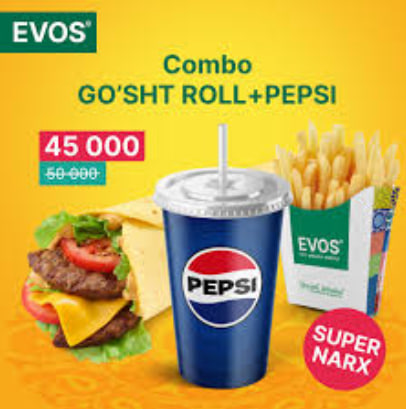 EVOS®
Combo
GO'SHT ROLL+PEPSI
45 000
50 000
PEPSI
EVOS®
SUPER
NARX